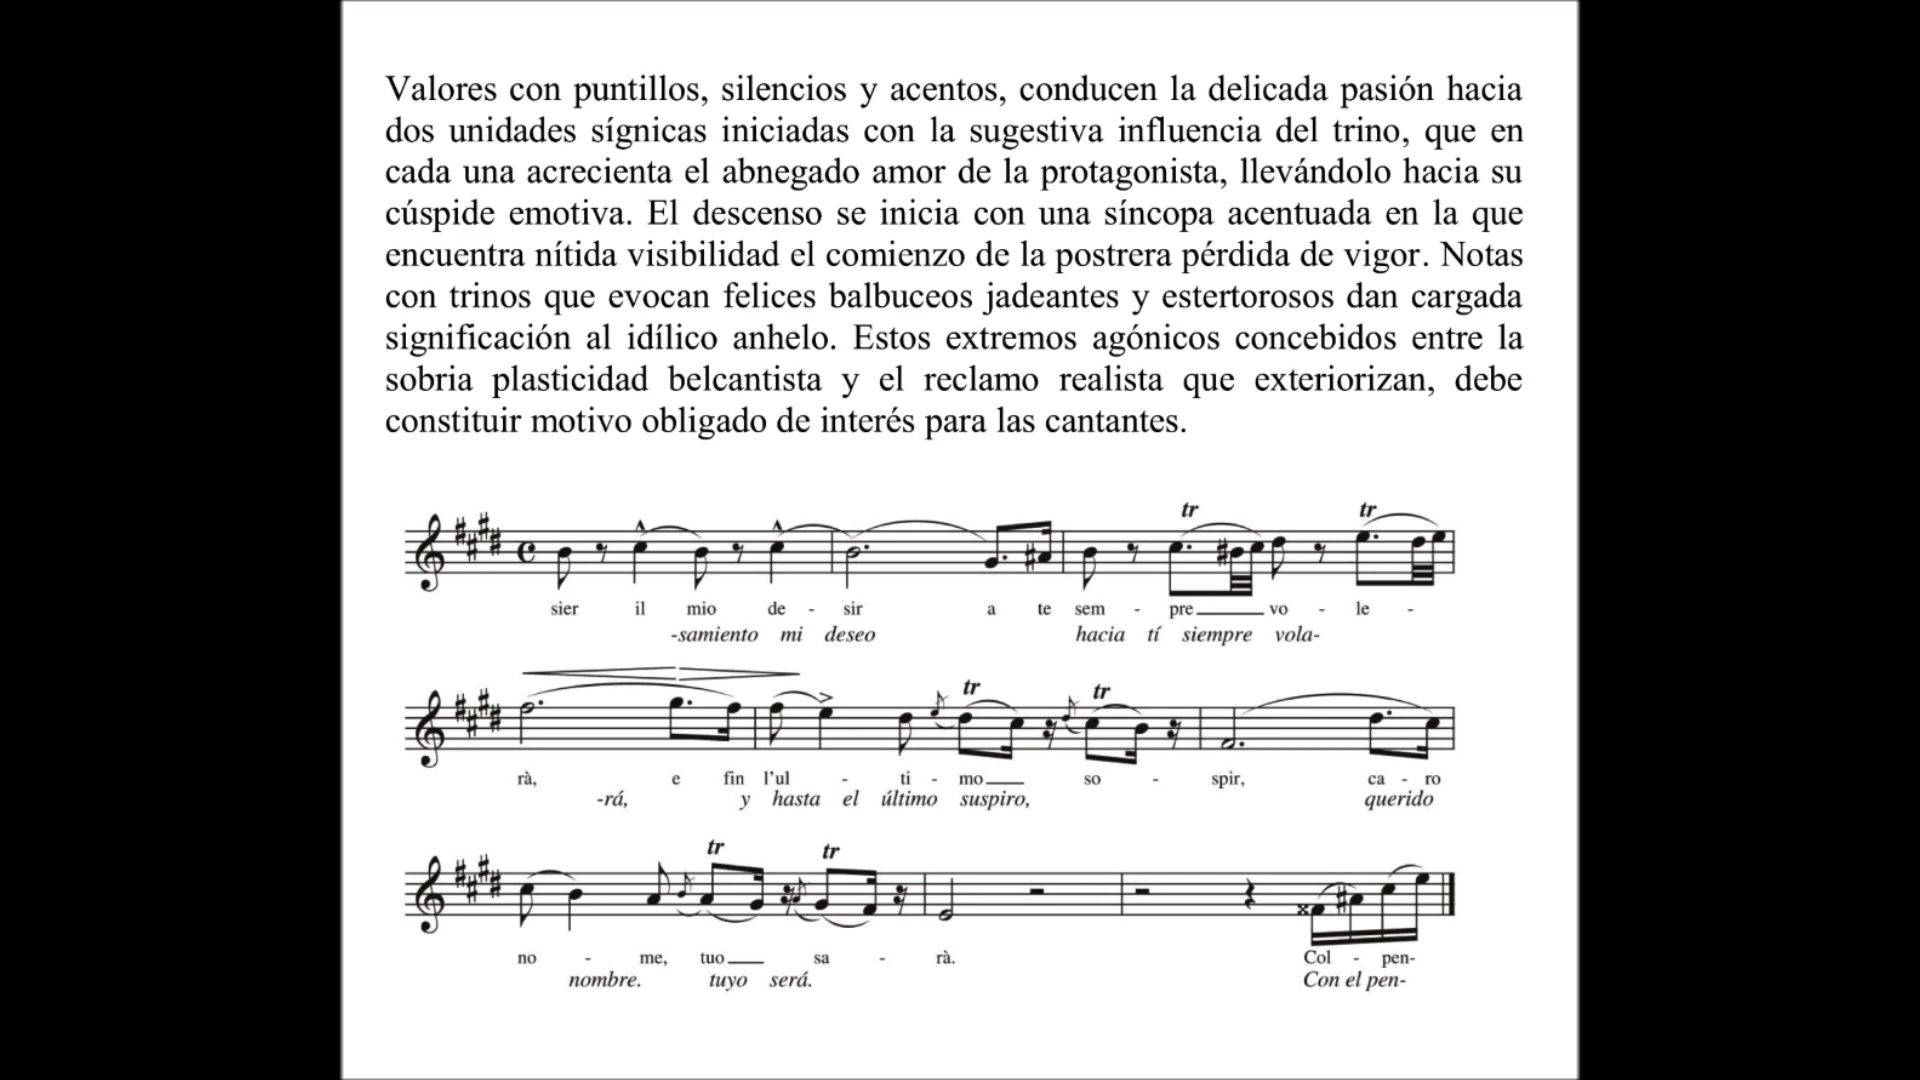 Valores con puntillos, silencios y acentos, conducen la delicada pasión hacia
dos unidades sígnicas iniciadas con la sugestiva influencia del trino, que en
cada una acrecienta el abnegado amor de la protagonista, llevándolo hacia su
cúspide emotiva. El descenso se inicia con una síncopa acentuada en la que
encuentra nítida visibilidad el comienzo de la postrera pérdida de vigor. Notas
con trinos que evocan felices balbuceos jadeantes y estertorosos dan cargada
significación al idílico anhelo. Estos extremos agónicos concebidos entre la
sobria plasticidad belcantista y el reclamo realista que exteriorizan, debe
constituir motivo obligado de interés para las cantantes.
tr tr
sier il mio de - sir a te sem - pre vo - le -
-samiento mi deseo hacia tí siempre vola-
tr tr
rà, e fin l'ul - ti - mo so - spir, ca - ro
-rá, y hasta el último suspiro, querido
tr tr
no - me, tuo sa - rà. Col - pen-
nombre. tuyo será. Con el pen-